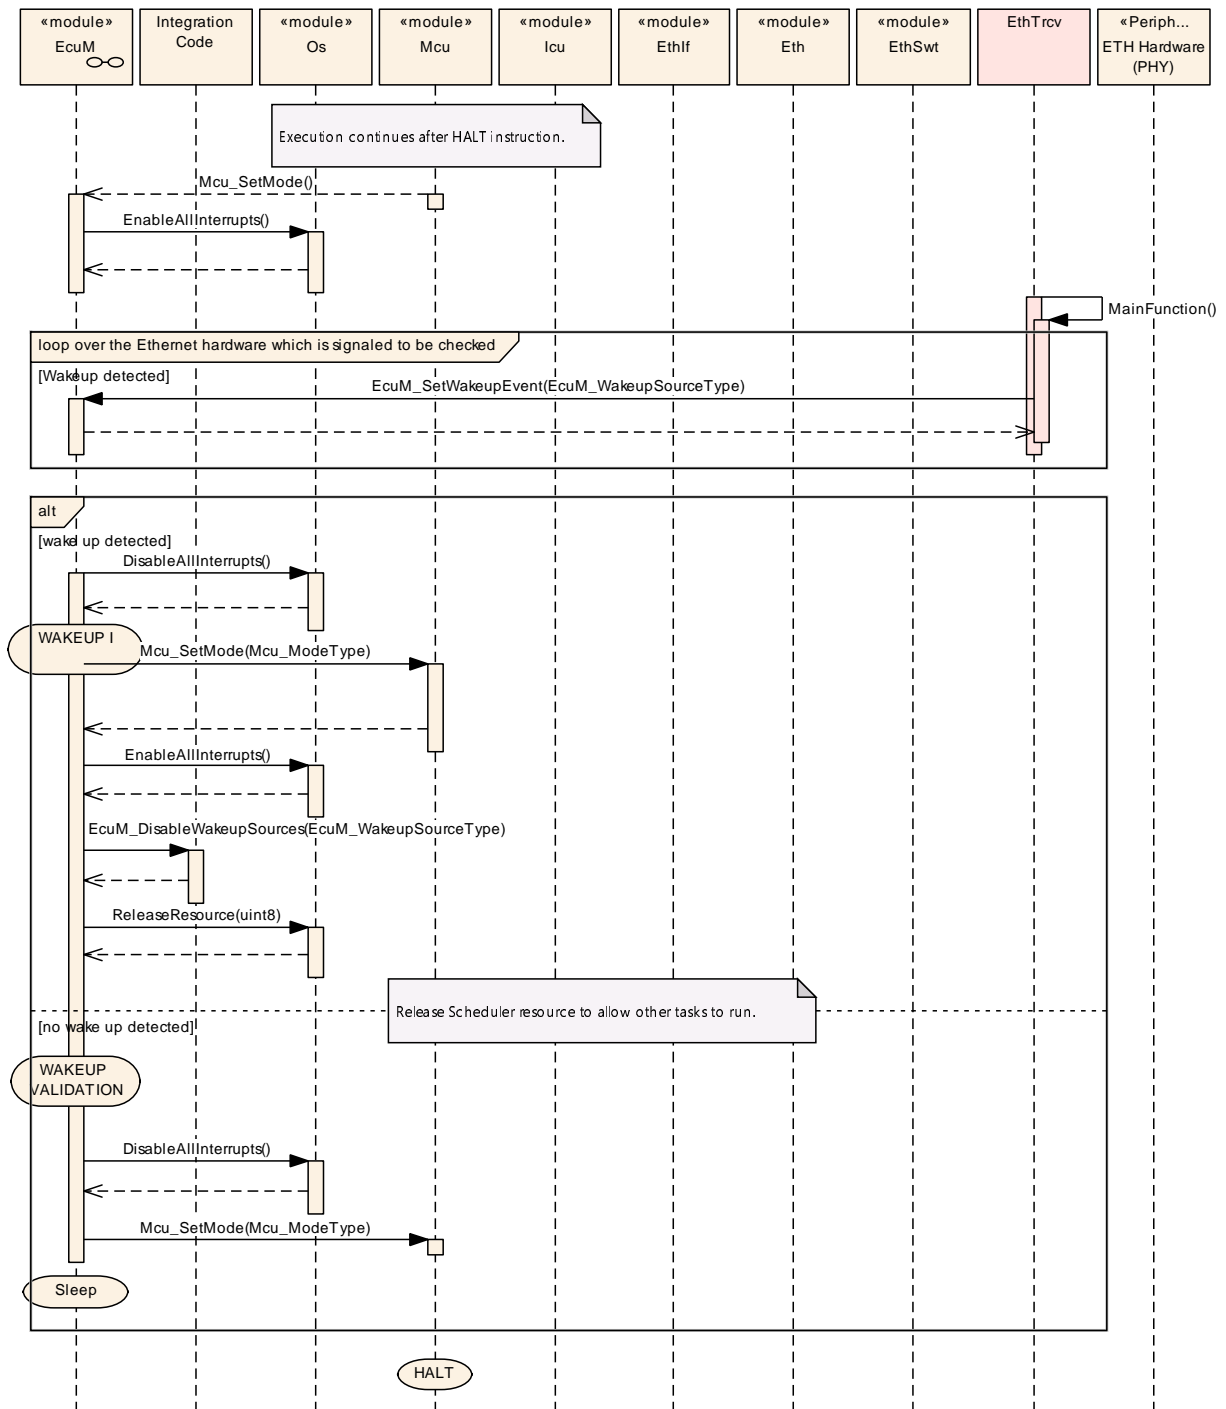 «module»
EcuM
Integration
Code
«module»
Os
«module»
Mcu
«module»
Icu
«module»
EthIf
«module»
Eth
«module»
EthSwt
EthTrcv
«Periph...
ETH Hardware
(PHY)
Execution continues after HALT instruction.
Mcu_SetMode()
EnableAllInterrupts()
MainFunction()
loop over the Ethernet hardware which is signaled to be checked
[Wakeup detected]
EcuM_SetWakeupEvent(EcuM_WakeupSourceType)
alt
[wake up detected]
DisableAllInterrupts()
WAKEUP I
Mcu_SetMode(Mcu_ModeType)
EnableAllInterrupts()
EcuM_DisableWakeupSources(EcuM_WakeupSourceType)
ReleaseResource(uint8)
Release Scheduler resource to allow other tasks to run.
[no wake up detected]
WAKEUP
VALIDATION
DisableAllInterrupts()
Mcu_SetMode(Mcu_ModeType)
Sleep
HALT